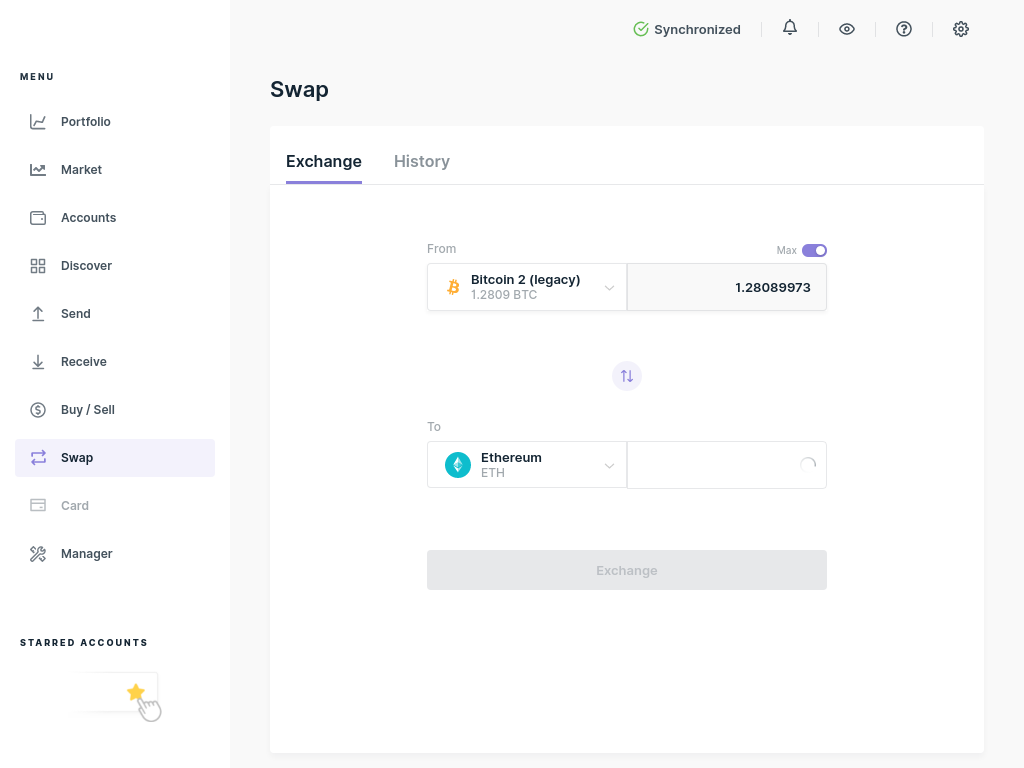 Synchronized
MENU
Portfolio
Market
Accounts
Discover
Send
Receive
Buy / Sell
Swap
Card
Manager
STARRED ACCOUNTS
Swap
Exchange History
From Max
Bitcoin 2 (legacy)
1.2809 BTC
1.28089973
To
Ethereum
ETH
Exchange